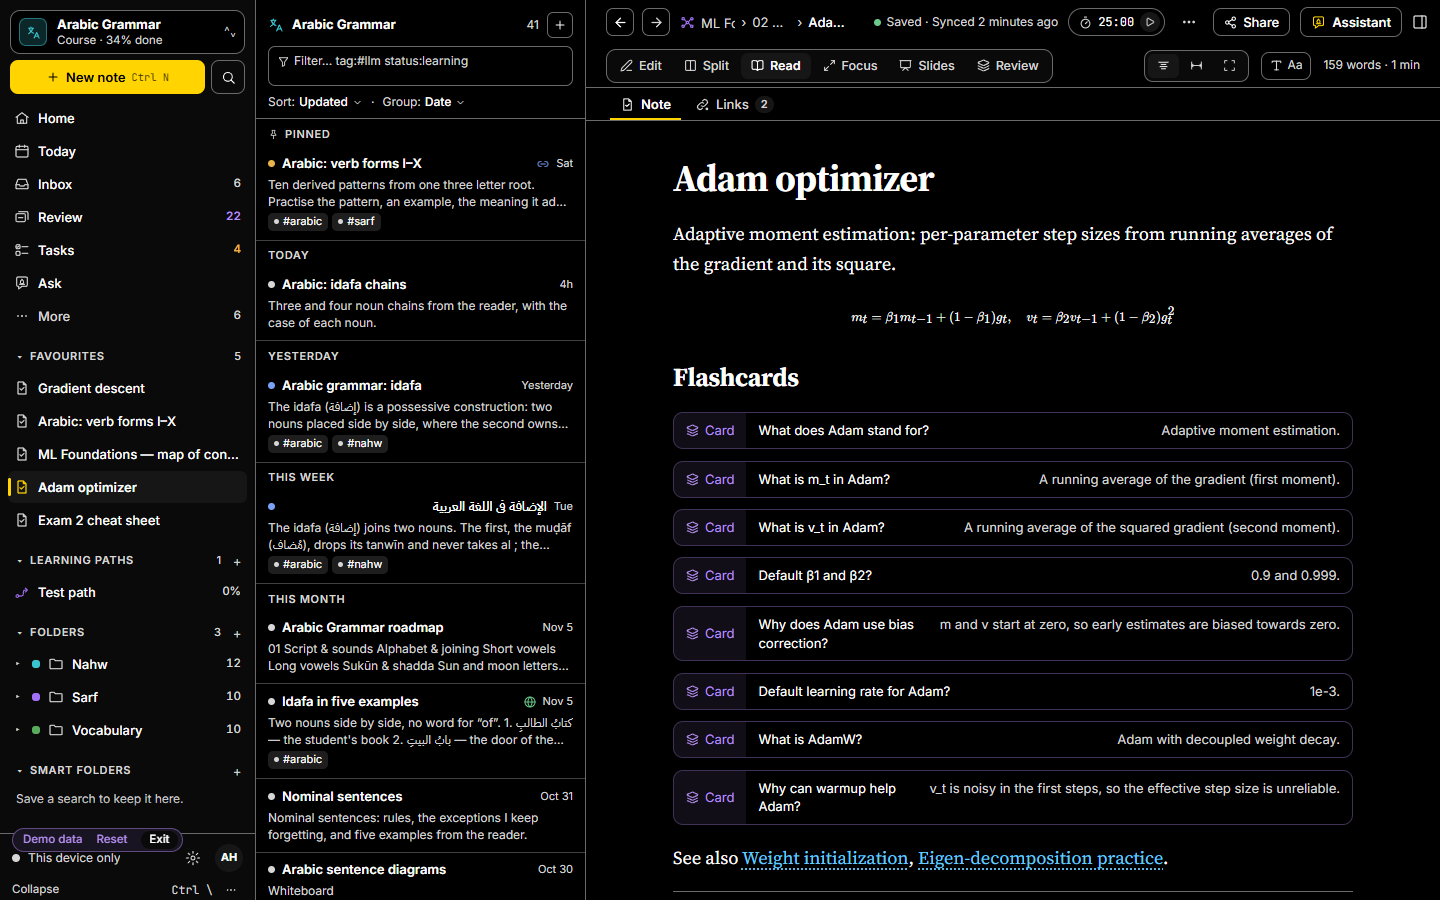 Arabic Grammar
Course · 34% done
New note Ctrl N
Home
Today
Inbox 6
Review 22
Tasks 4
Ask
More 6
FAVOURITES 5
Gradient descent
Arabic: verb forms I–X
ML Foundations — map of con...
Adam optimizer
Exam 2 cheat sheet
LEARNING PATHS 1 +
Test path 0%
FOLDERS 3 +
Nahw 12
Sarf 10
Vocabulary 10
SMART FOLDERS +
Save a search to keep it here.
Demo data Reset Exit
This device only AH
Collapse Ctrl \ ...
Arabic Grammar 41 +
Filter... tag:#llm status:learning
Sort: Updated · Group: Date
PINNED
Arabic: verb forms I–X Sat
Ten derived patterns from one three letter root.
Practise the pattern, an example, the meaning it ad...
#arabic #sarf
TODAY
Arabic: idafa chains 4h
Three and four noun chains from the reader, with the
case of each noun.
YESTERDAY
Arabic grammar: idafa Yesterday
The idafa (إضافة) is a possessive construction: two
nouns placed side by side, where the second owns...
#arabic #nahw
THIS WEEK
الإضافة في اللغة العربية Tue
The idafa (إضافة) joins two nouns. The first, the muḍāf
(مُضاف), drops its tanwīn and never takes al ; the...
#arabic #nahw
THIS MONTH
Arabic Grammar roadmap Nov 5
01 Script & sounds Alphabet & joining Short vowels
Long vowels Sukūn & shadda Sun and moon letters...
Idafa in five examples Nov 5
Two nouns side by side, no word for “of”. 1. كتابُ الطالبِ
— the student's book 2. بابُ البيتِ — the door of the...
#arabic
Nominal sentences Oct 31
Nominal sentences: rules, the exceptions I keep
forgetting, and five examples from the reader.
Arabic sentence diagrams Oct 30
Whiteboard
ML Fc › 02 ... › Ada...
Saved · Synced 2 minutes ago 25:00 ... Share Assistant
Edit Split Read Focus Slides Review
Aa 159 words · 1 min
Note Links 2
Adam optimizer
Adaptive moment estimation: per-parameter step sizes from running averages of
the gradient and its square.
m_t = β_1 m_{t−1} + (1 − β_1)g_t, v_t = β_2 v_{t−1} + (1 − β_2)g_t^2
Flashcards
Card What does Adam stand for? Adaptive moment estimation.
Card What is m_t in Adam? A running average of the gradient (first moment).
Card What is v_t in Adam? A running average of the squared gradient (second moment).
Card Default β1 and β2? 0.9 and 0.999.
Card Why does Adam use bias correction? m and v start at zero, so early estimates are biased towards zero.
Card Default learning rate for Adam? 1e-3.
Card What is AdamW? Adam with decoupled weight decay.
Card Why can warmup help Adam? v_t is noisy in the first steps, so the effective step size is unreliable.
See also Weight initialization, Eigen-decomposition practice.